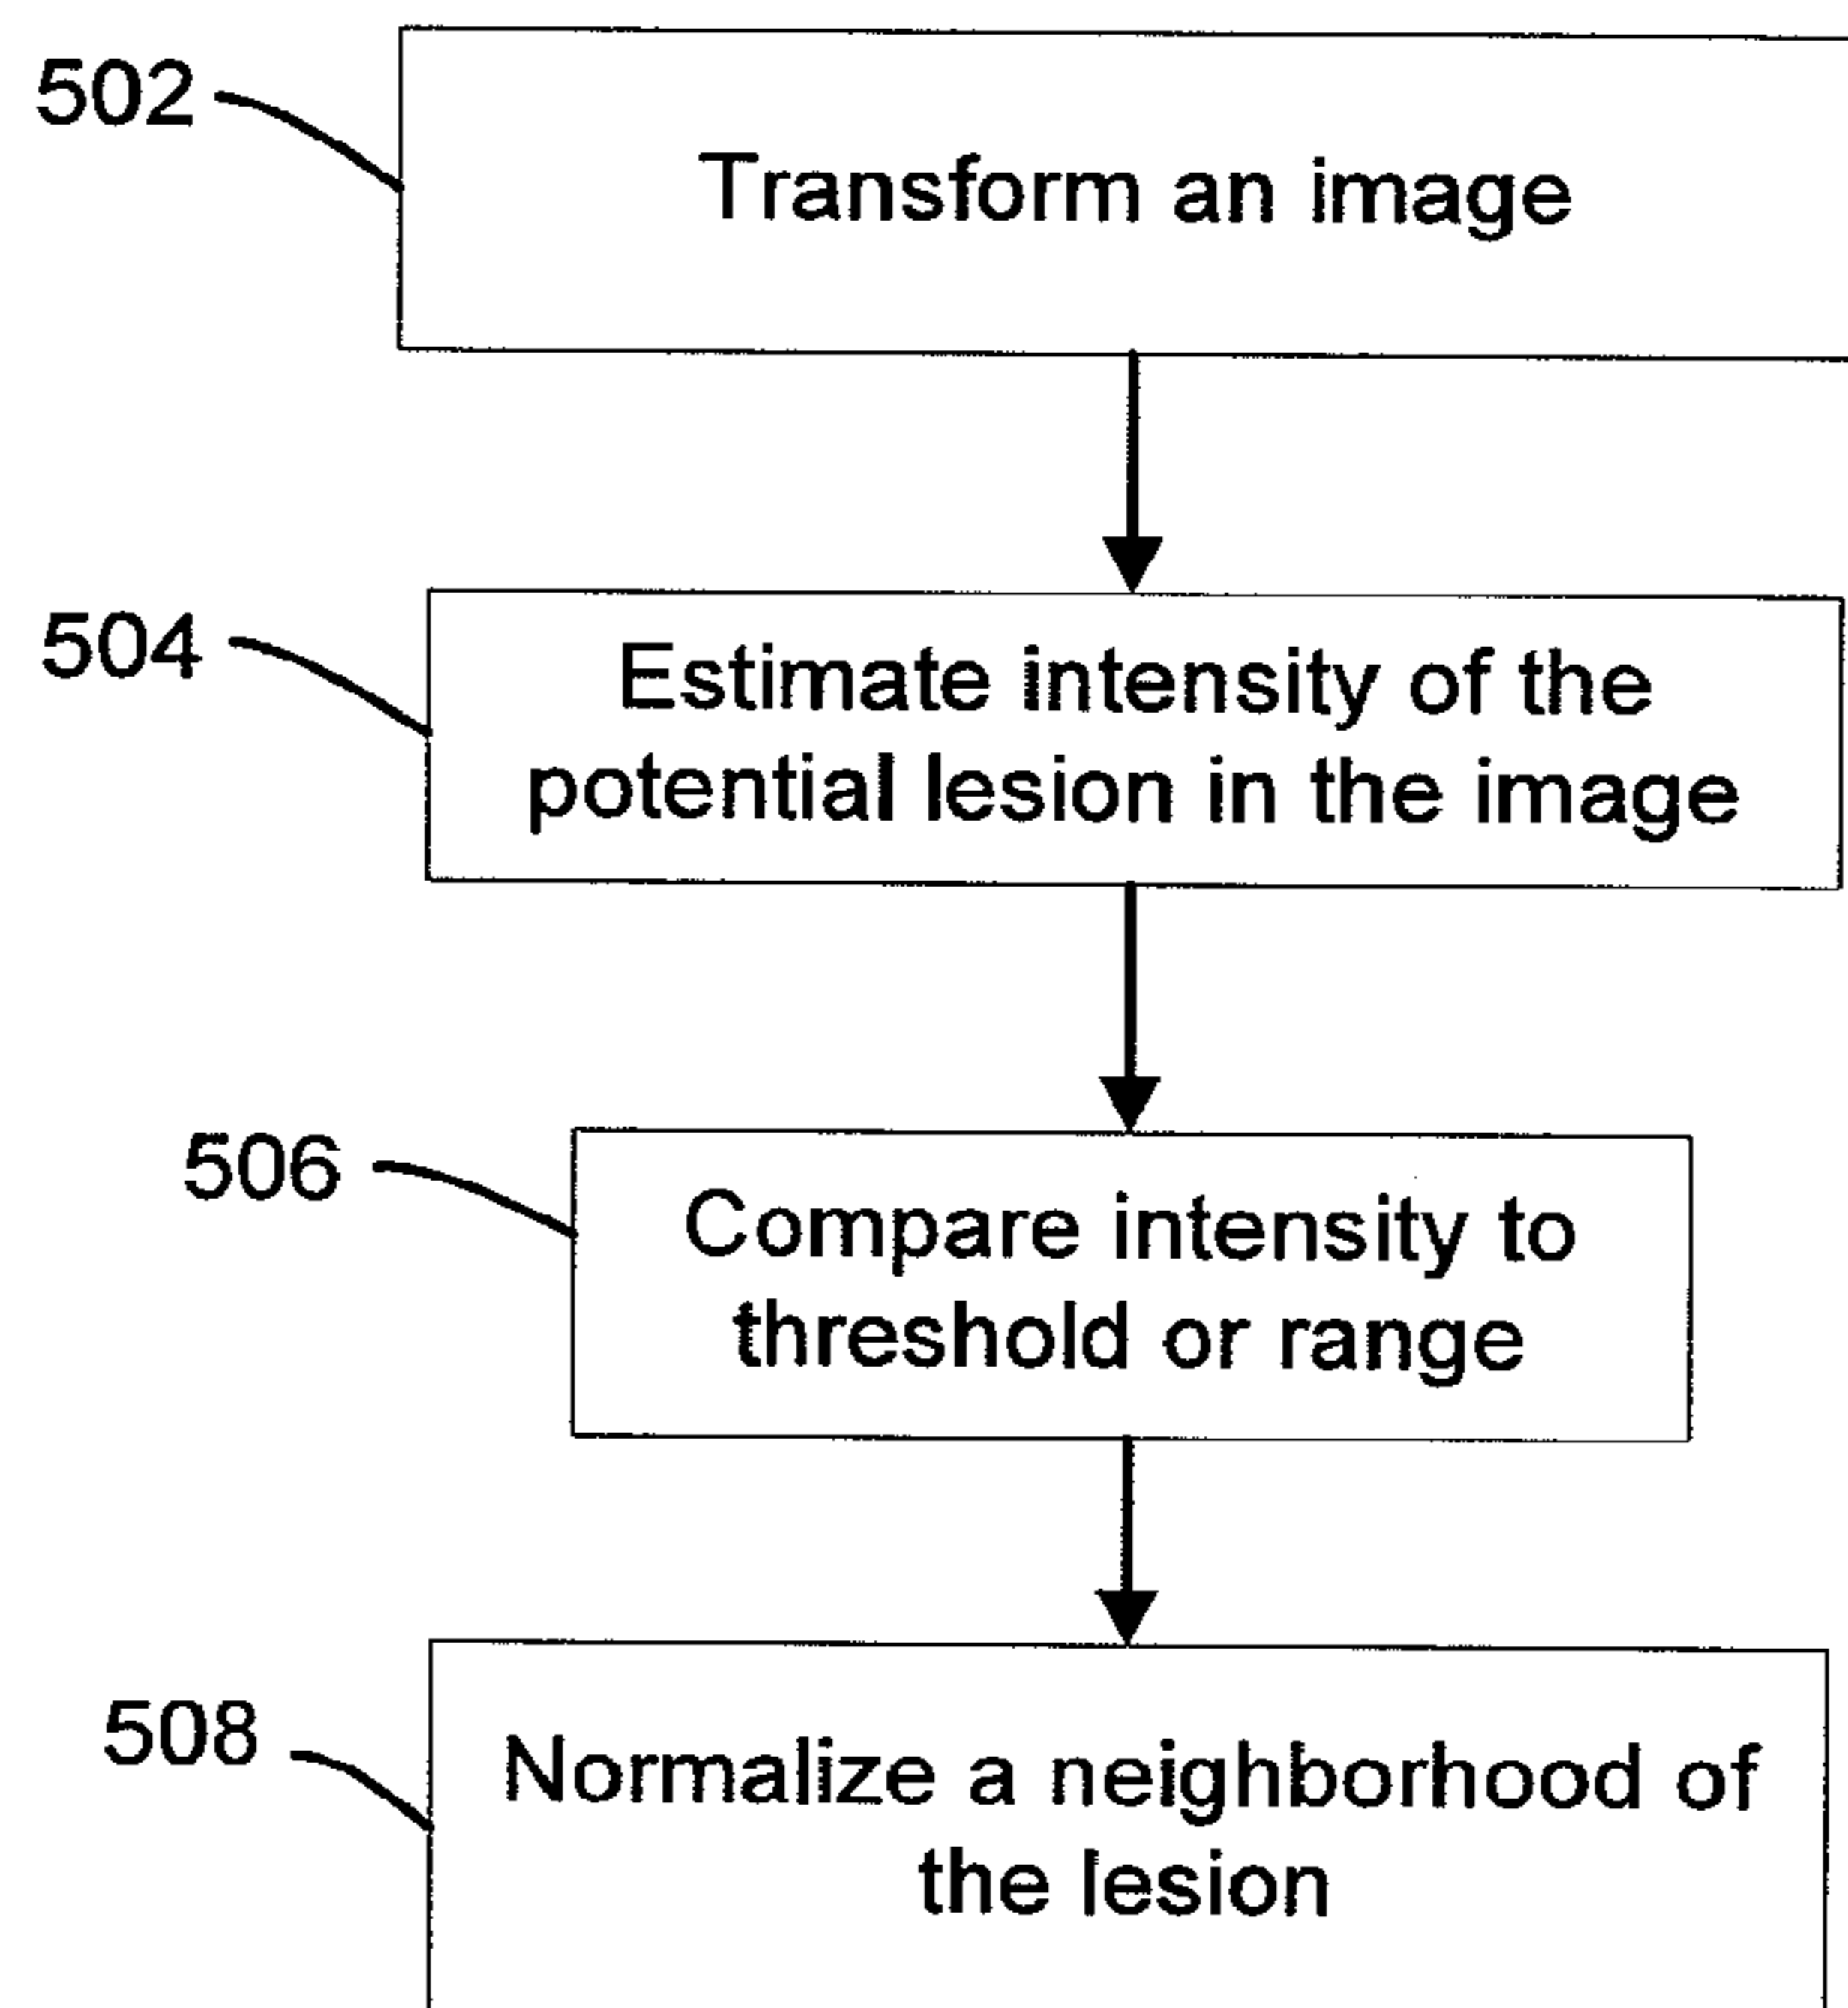 502
Transform an image
504
Estimate intensity of the
potential lesion in the image
506
Compare intensity to
threshold or range
508
Normalize a neighborhood of
the lesion